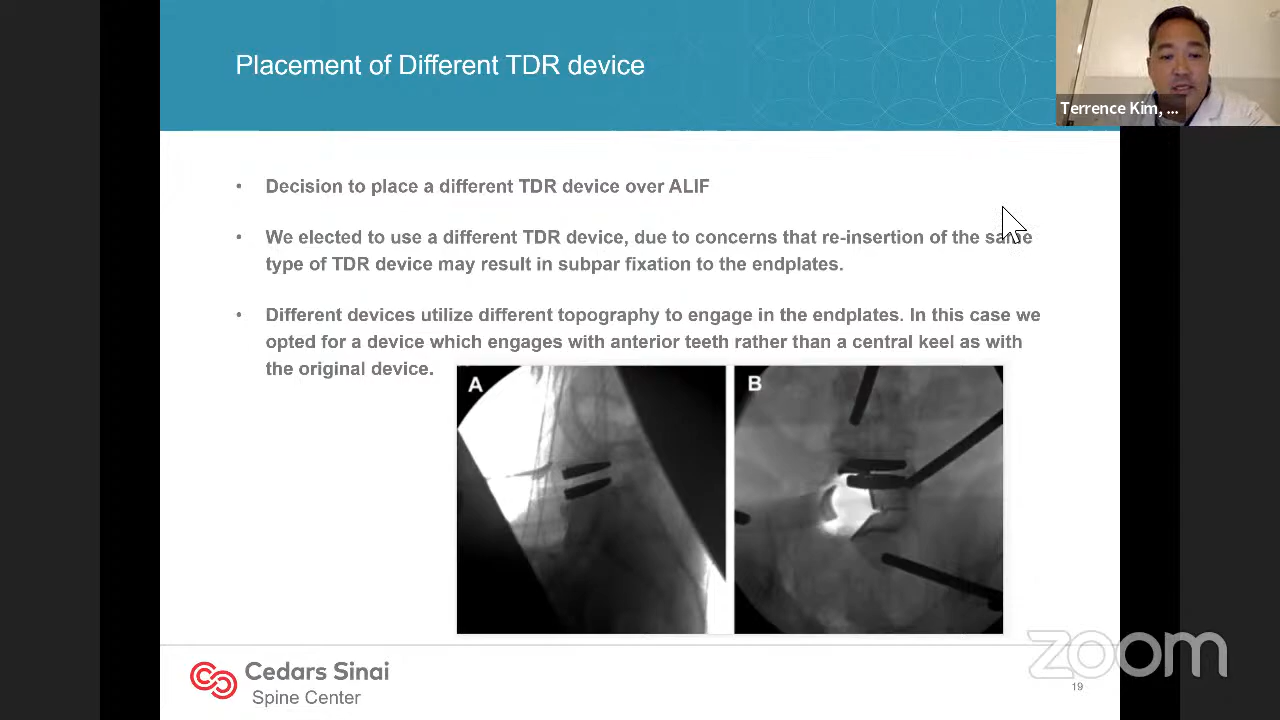 Placement of Different TDR device
Terrence Kim, ...
• Decision to place a different TDR device over ALIF
• We elected to use a different TDR device, due to concerns that re-insertion of the same
type of TDR device may result in subpar fixation to the endplates.
• Different devices utilize different topography to engage in the endplates. In this case we
opted for a device which engages with anterior teeth rather than a central keel as with
the original device.
A
B
Cedars Sinai
Spine Center
zoom
19